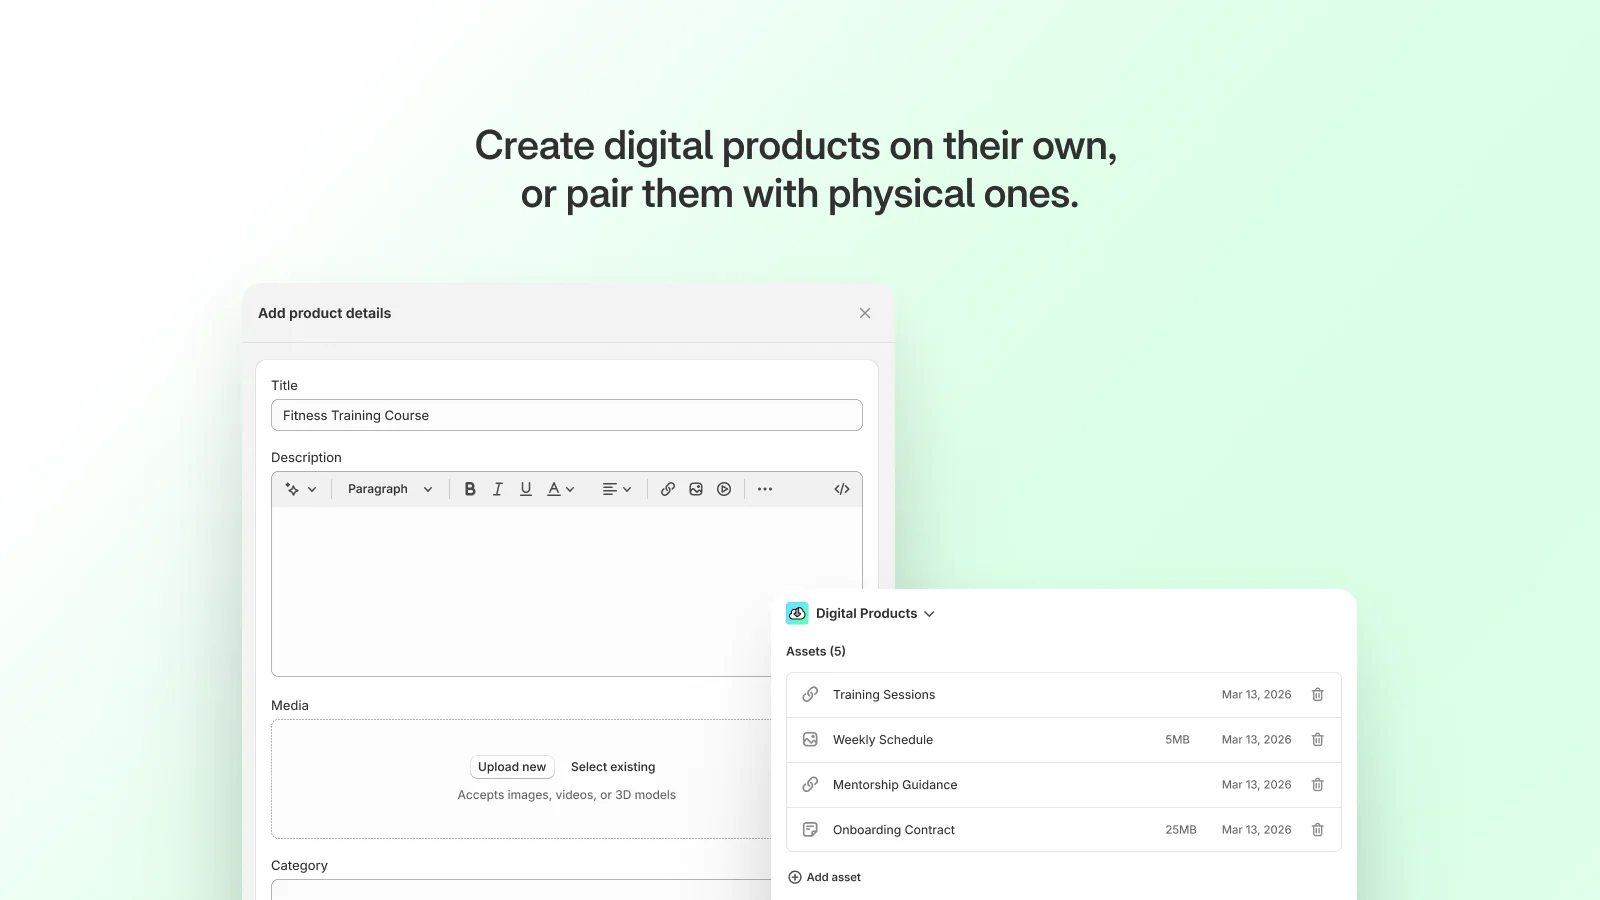 Create digital products on their own,
or pair them with physical ones.
Add product details
Title
Fitness Training Course
Description
Paragraph
Media
Upload new Select existing
Accepts images, videos, or 3D models
Category
Digital Products
Assets (5)
Training Sessions Mar 13, 2026
Weekly Schedule 5MB Mar 13, 2026
Mentorship Guidance Mar 13, 2026
Onboarding Contract 25MB Mar 13, 2026
Add asset